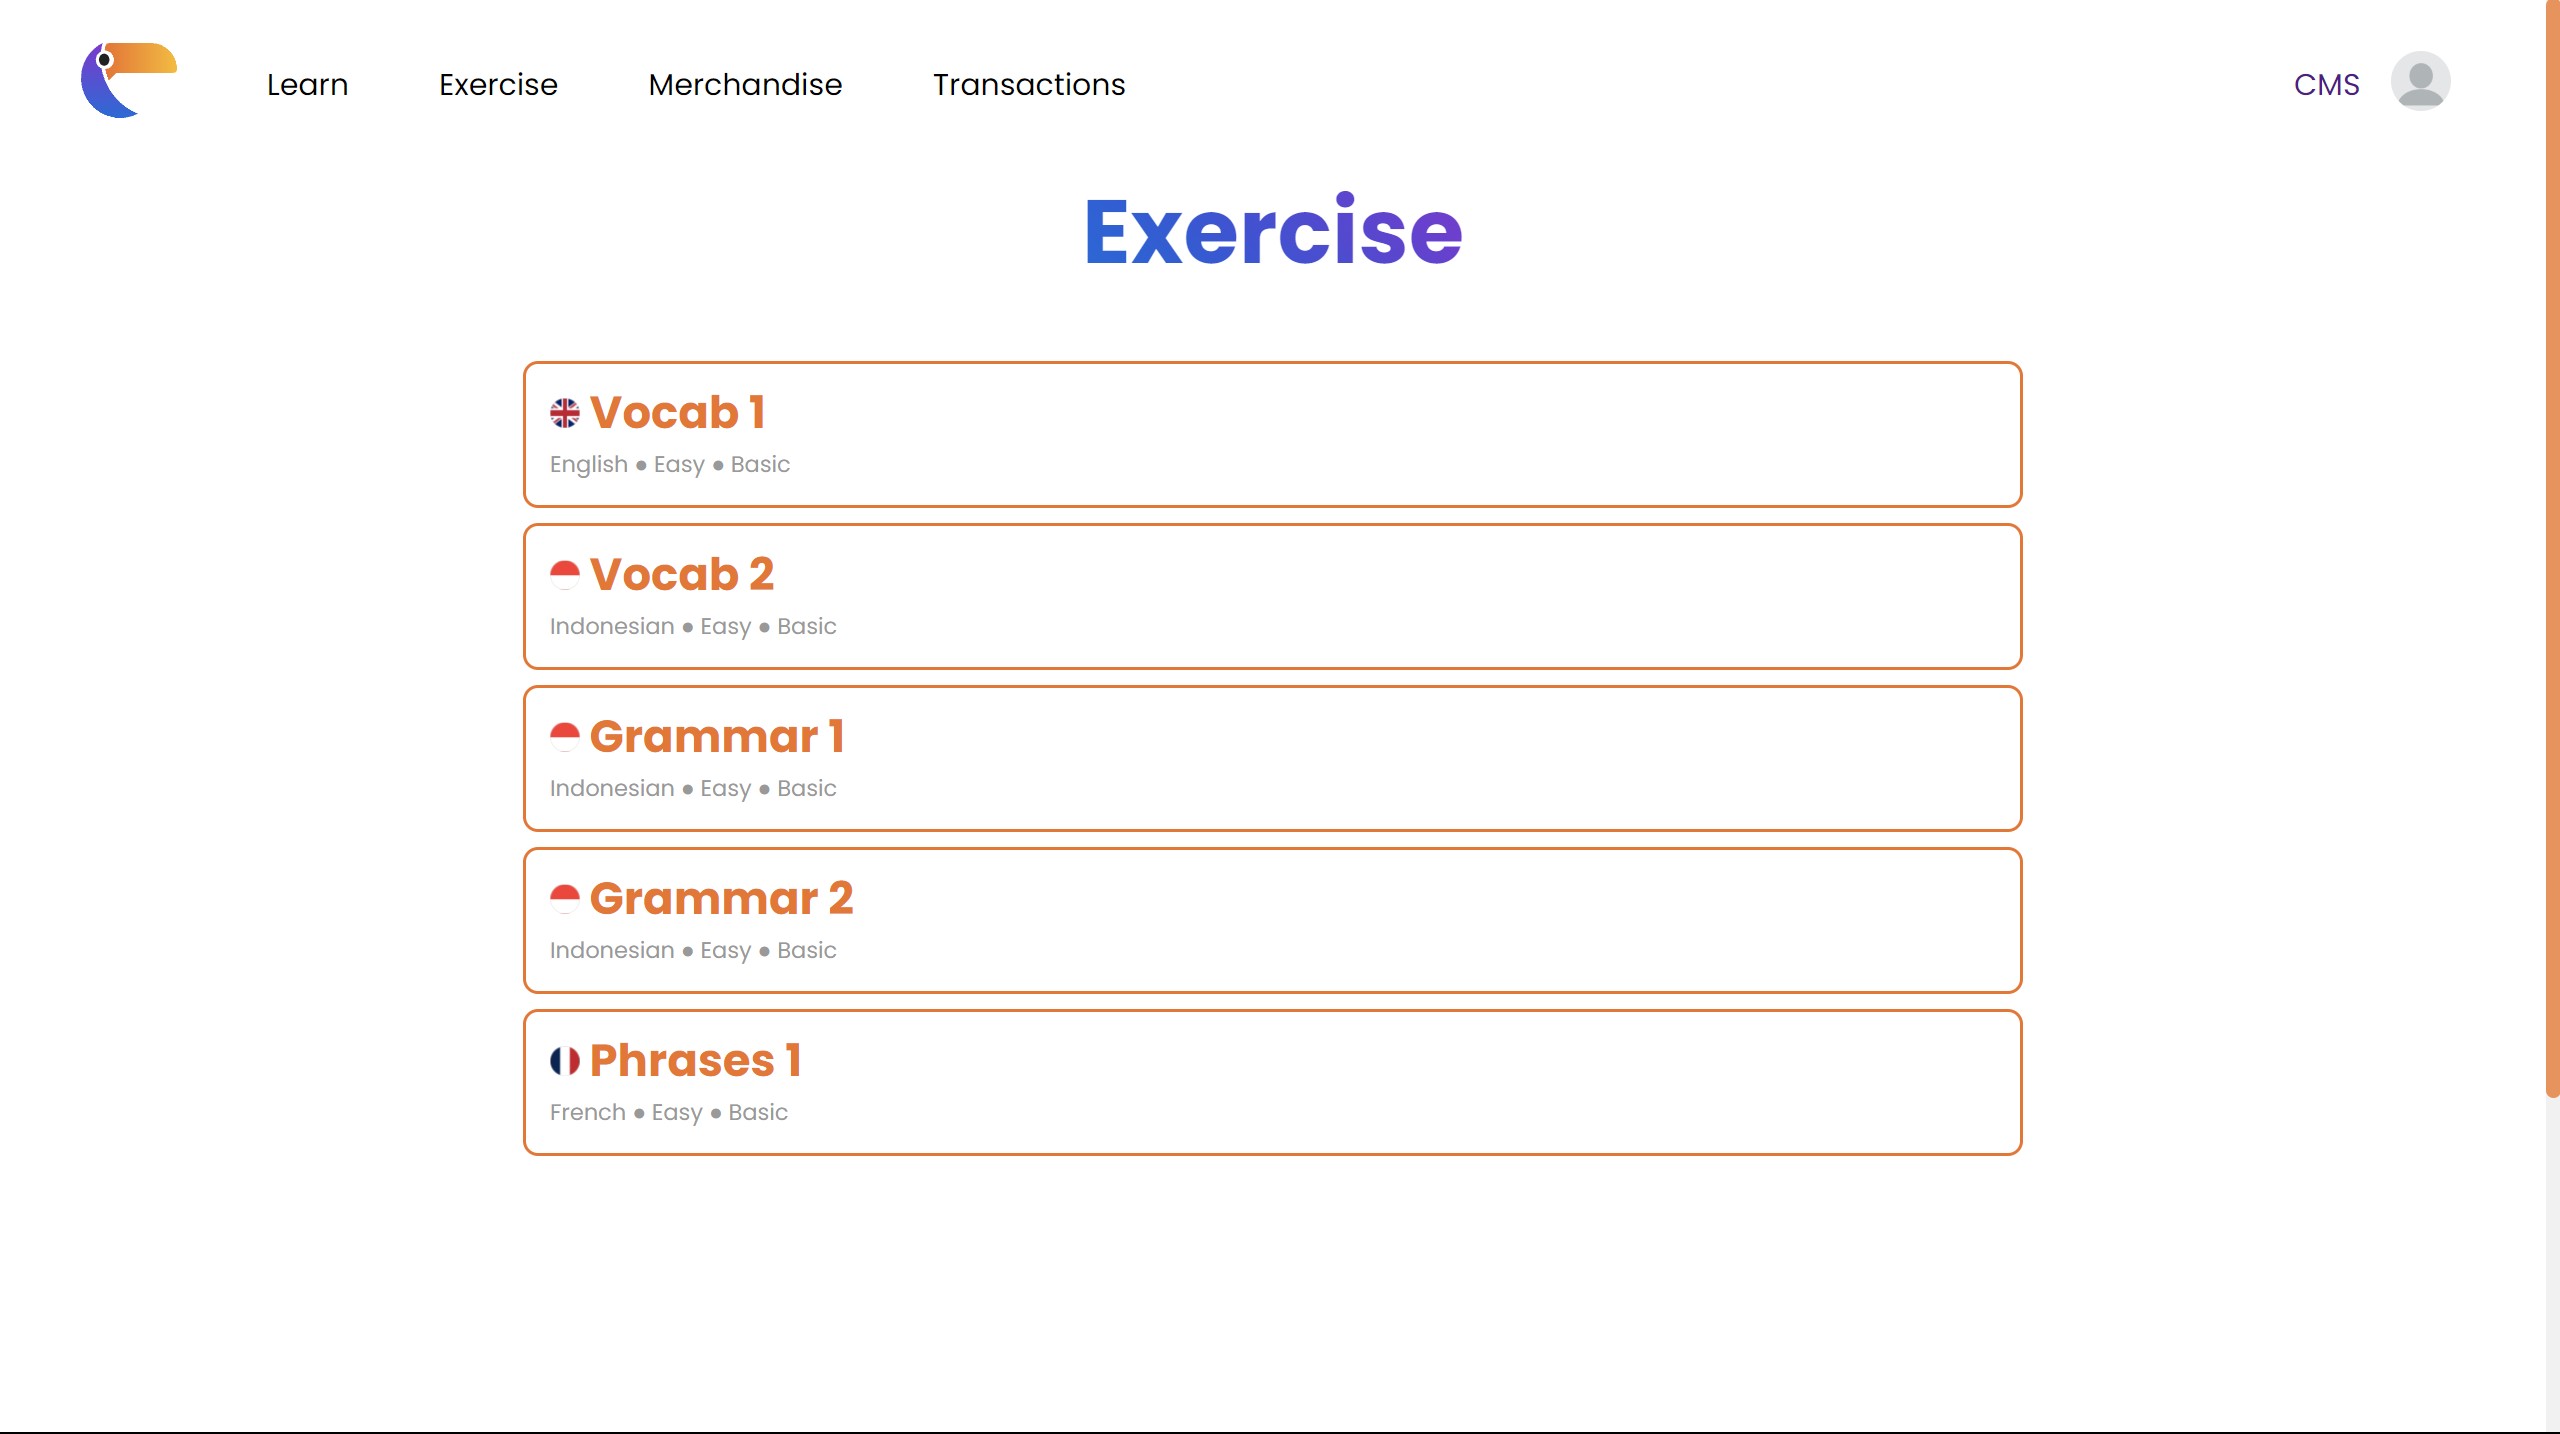 Learn Exercise Merchandise Transactions CMS
Exercise
Vocab 1
English ● Easy ● Basic
Vocab 2
Indonesian ● Easy ● Basic
Grammar 1
Indonesian ● Easy ● Basic
Grammar 2
Indonesian ● Easy ● Basic
Phrases 1
French ● Easy ● Basic